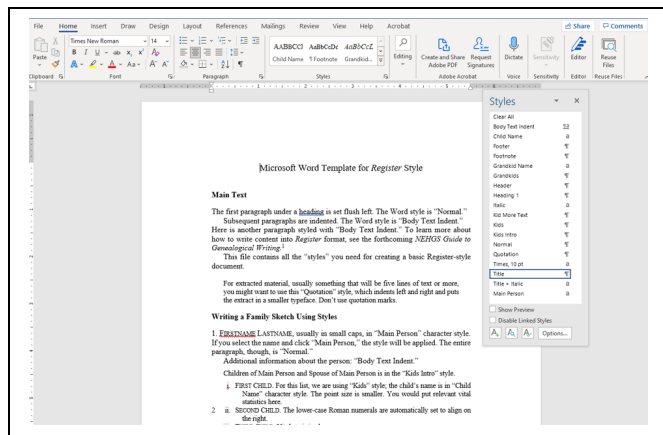 File Home Insert Draw Design Layout References Mailings Review View Help Acrobat Share Comments
Times New Roman 14
Paste
B I U ab x₂ x² A
A Aa A A
AABBCCI AaBbCcDc AaBbCcL
Child Name ¶ Footnote Grandkid...
Editing
Create and Share Adobe PDF
Request Signatures
Dictate
Sensitivity
Editor
Reuse Files
Clipboard Font Paragraph Styles Adobe Acrobat Voice Sensitivity Editor Reuse Files
Microsoft Word Template for Register Style
Main Text
The first paragraph under a heading is set flush left. The Word style is “Normal.”
Subsequent paragraphs are indented. The Word style is “Body Text Indent.”
Here is another paragraph styled with “Body Text Indent.” To learn more about
how to write content into Register format, see the forthcoming NEHGS Guide to
Genealogical Writing.¹
This file contains all the “styles” you need for creating a basic Register-style
document.
For extracted material, usually something that will be five lines of text or more,
you might want to use this “Quotation” style, which indents left and right and puts
the extract in a smaller typeface. Don’t use quotation marks.
Writing a Family Sketch Using Styles
1. FIRSTNAME LASTNAME, usually in small caps, in “Main Person” character style.
If you select the name and click “Main Person,” the style will be applied. The entire
paragraph, though, is “Normal.”
Additional information about the person: “Body Text Indent.”
Children of Main Person and Spouse of Main Person is in the “Kids Intro” style.
i. FIRST CHILD. For this list, we are using “Kids” style; the child’s name is in “Child
Name” character style. The point size is smaller. You would put relevant vital
statistics here.
2 ii. SECOND CHILD. The lower-case Roman numerals are automatically set to align on
the right.
Styles
Clear All
Body Text Indent
Child Name a
Footer ¶
Footnote ¶
Grandkid Name a
Grandkids ¶
Header ¶
Heading 1 ¶
Italic a
Kid More Text ¶
Kids ¶
Kids Intro ¶
Normal ¶
Quotation ¶
Times, 10 pt a
Title ¶
Title + Italic a
Main Person a
Show Preview
Disable Linked Styles
Options...